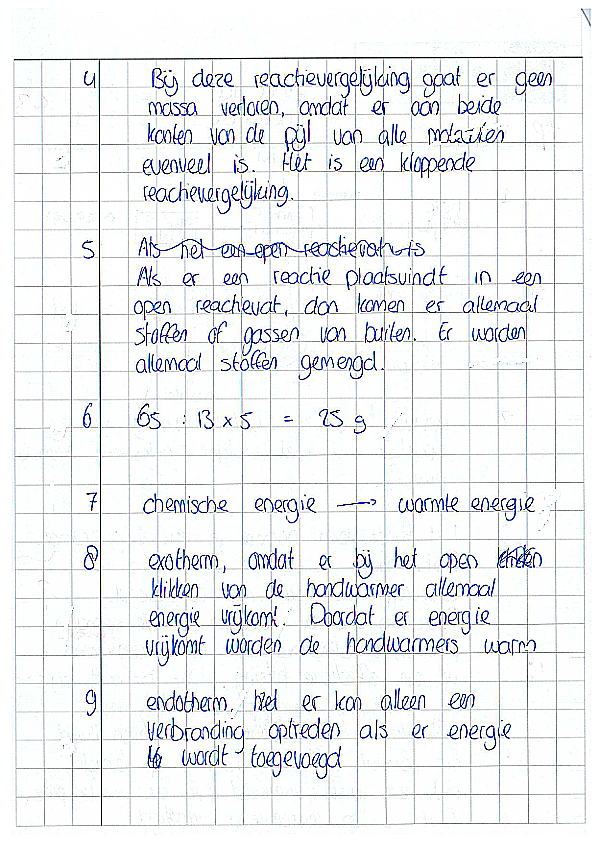 4 Bij deze reactievergelijking gaat er geen
massa verloren, omdat er aan beide
kanten van de pijl van alle
evenveel is. Het is een kloppende
reactievergelijking.
5 Als het een open reactievat is
Als er een reactie plaatsvindt in een
open reactievat, dan komen er allemaal
stoffen of gassen van buiten. Er worden
allemaal stoffen gemengd.
6 65 : 13 x 5 = 25 g
7 chemische energie → warmte energie
8 exotherm, omdat er bij het open
klikken van de handwarmer allemaal
energie vrijkomt. Doordat er energie
vrijkomt worden de handwarmers warm
9 endotherm. Het er kan alleen een
verbranding optreden als er energie
wordt toegevoegd